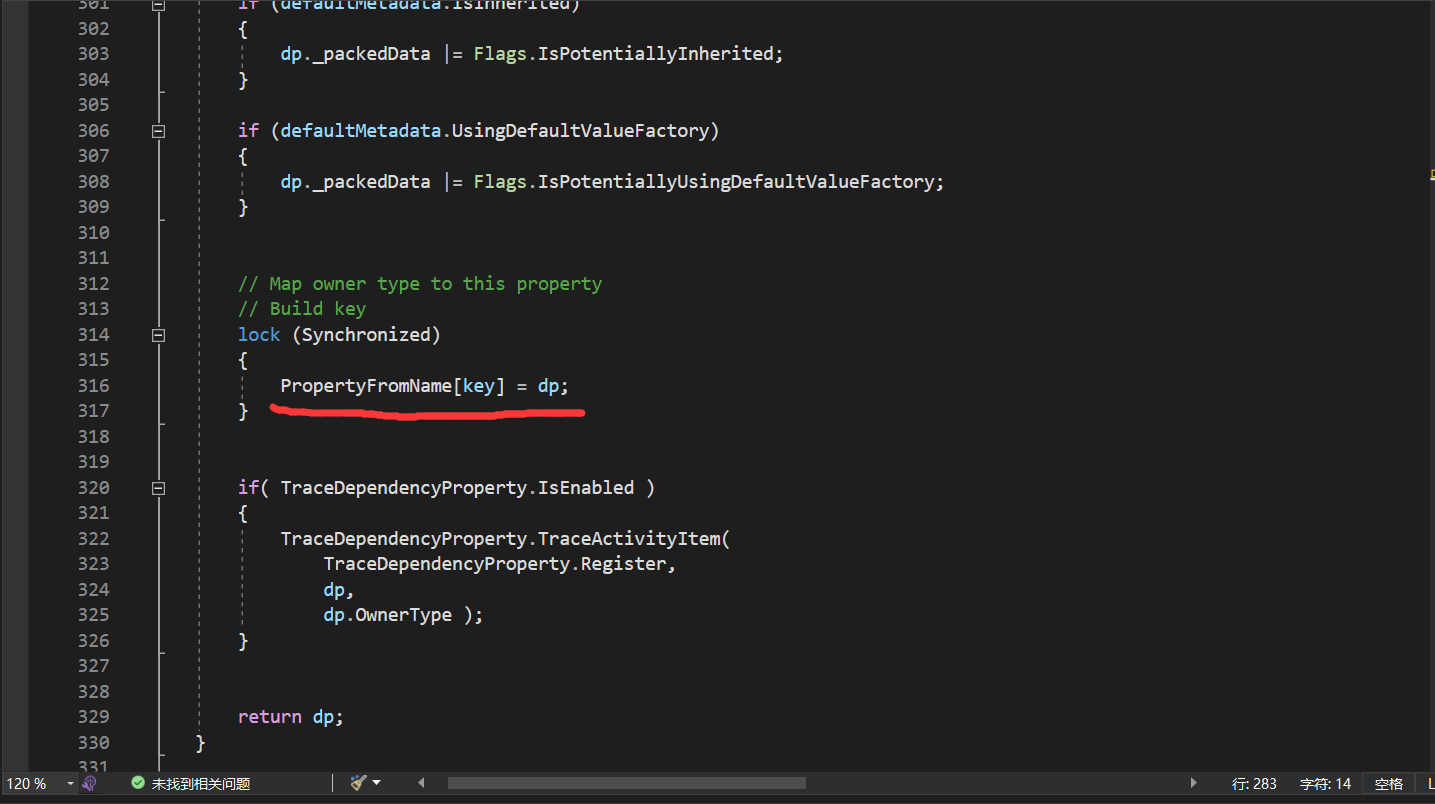 301 if (defaultMetadata.IsInherited)
302 {
303 dp._packedData |= Flags.IsPotentiallyInherited;
304 }
305
306 if (defaultMetadata.UsingDefaultValueFactory)
307 {
308 dp._packedData |= Flags.IsPotentiallyUsingDefaultValueFactory;
309 }
310
311
312 // Map owner type to this property
313 // Build key
314 lock (Synchronized)
315 {
316 PropertyFromName[key] = dp;
317 }
318
319
320 if( TraceDependencyProperty.IsEnabled )
321 {
322 TraceDependencyProperty.TraceActivityItem(
323 TraceDependencyProperty.Register,
324 dp,
325 dp.OwnerType );
326 }
327
328
329 return dp;
330 }
331
120 % 未找到相关问题 行: 283 字符: 14 空格